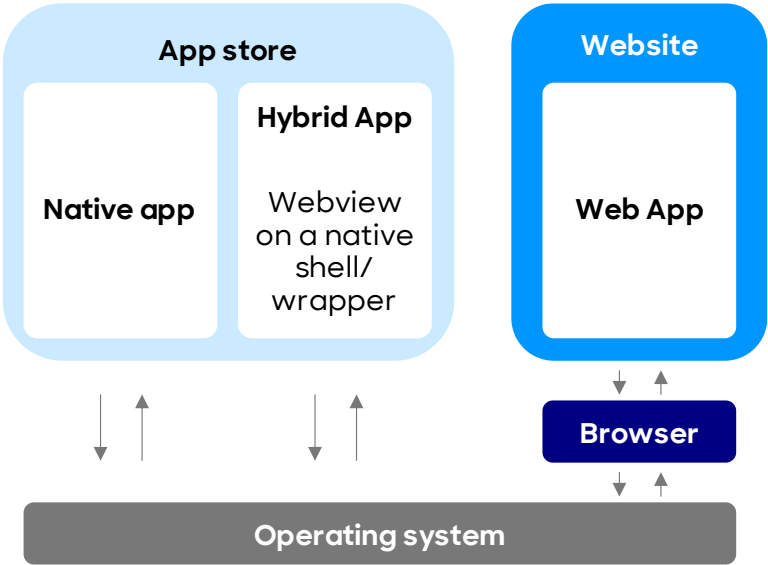 App store
Website
Native app
Hybrid App
Webview
on a native
shell/
wrapper
Web App
Browser
Operating system